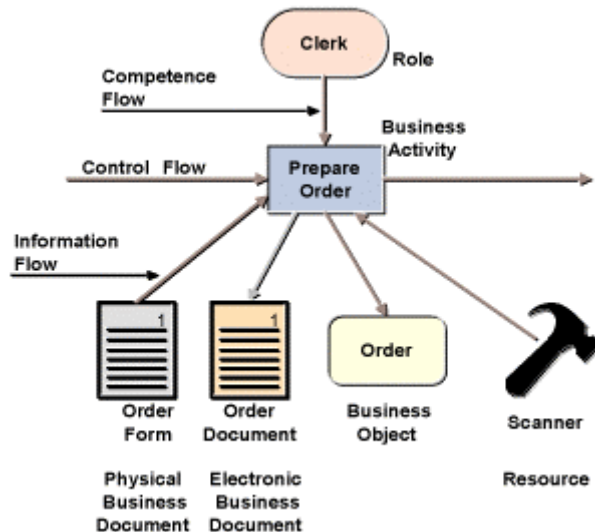 Clerk
Role
Competence
Flow
Business
Activity
Control Flow
Prepare
Order
Information
Flow
1
1
Order
Order
Form
Order
Document
Business
Object
Scanner
Physical
Business
Document
Electronic
Business
Document
Resource